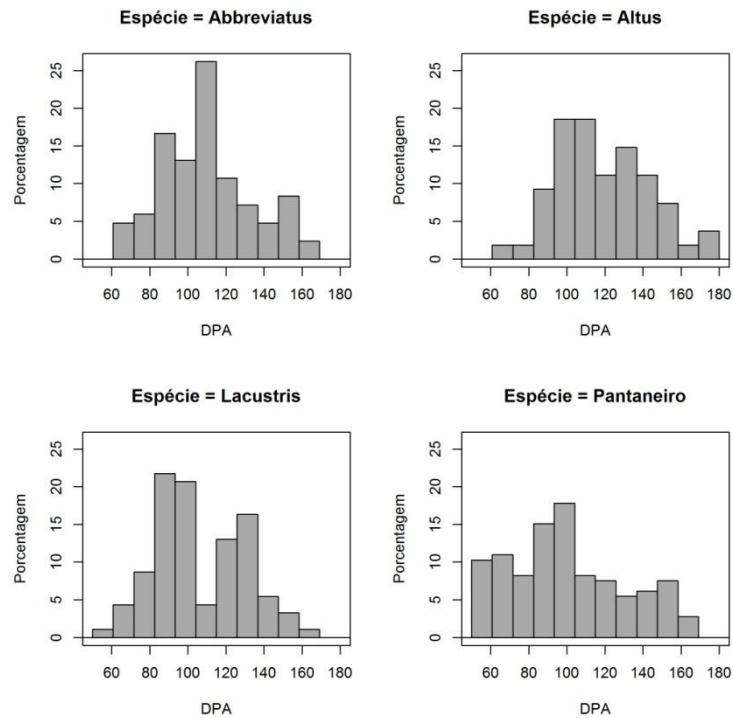 Espécie = Abbreviatus
Porcentagem
0 5 10 15 20 25
60 80 100 120 140 160 180
DPA
Espécie = Altus
Porcentagem
0 5 10 15 20 25
60 80 100 120 140 160 180
DPA
Espécie = Lacustris
Porcentagem
0 5 10 15 20 25
60 80 100 120 140 160 180
DPA
Espécie = Pantaneiro
Porcentagem
0 5 10 15 20 25
60 80 100 120 140 160 180
DPA